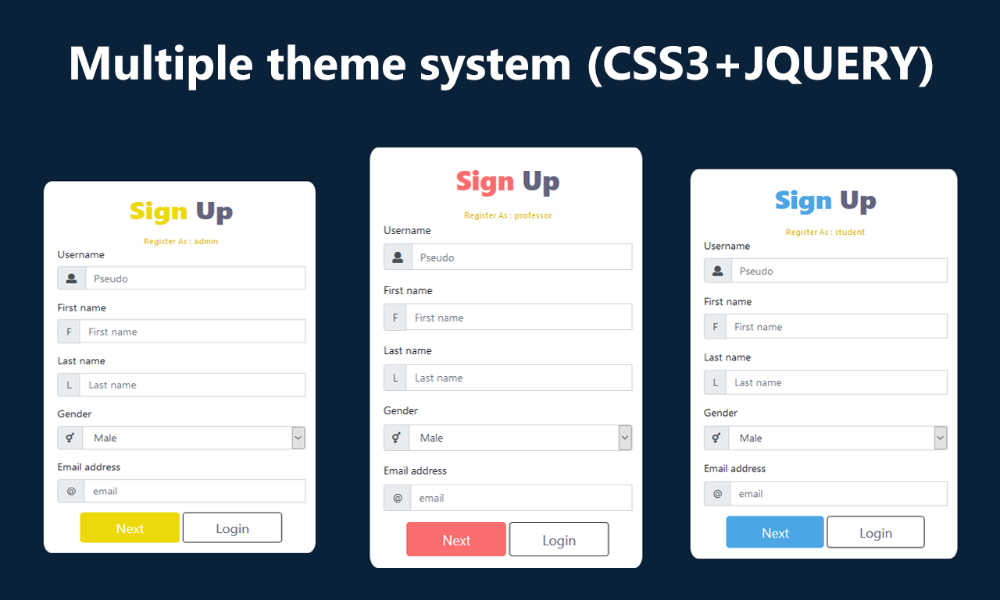 Multiple theme system (CSS3+JQUERY)
Sign Up
Register As : admin
Username
Pseudo
First name
F First name
Last name
L Last name
Gender
Male
Email address
@ email
Next Login
Sign Up
Register As : professor
Username
Pseudo
First name
F First name
Last name
L Last name
Gender
Male
Email address
@ email
Next Login
Sign Up
Register As : student
Username
Pseudo
First name
F First name
Last name
L Last name
Gender
Male
Email address
@ email
Next Login